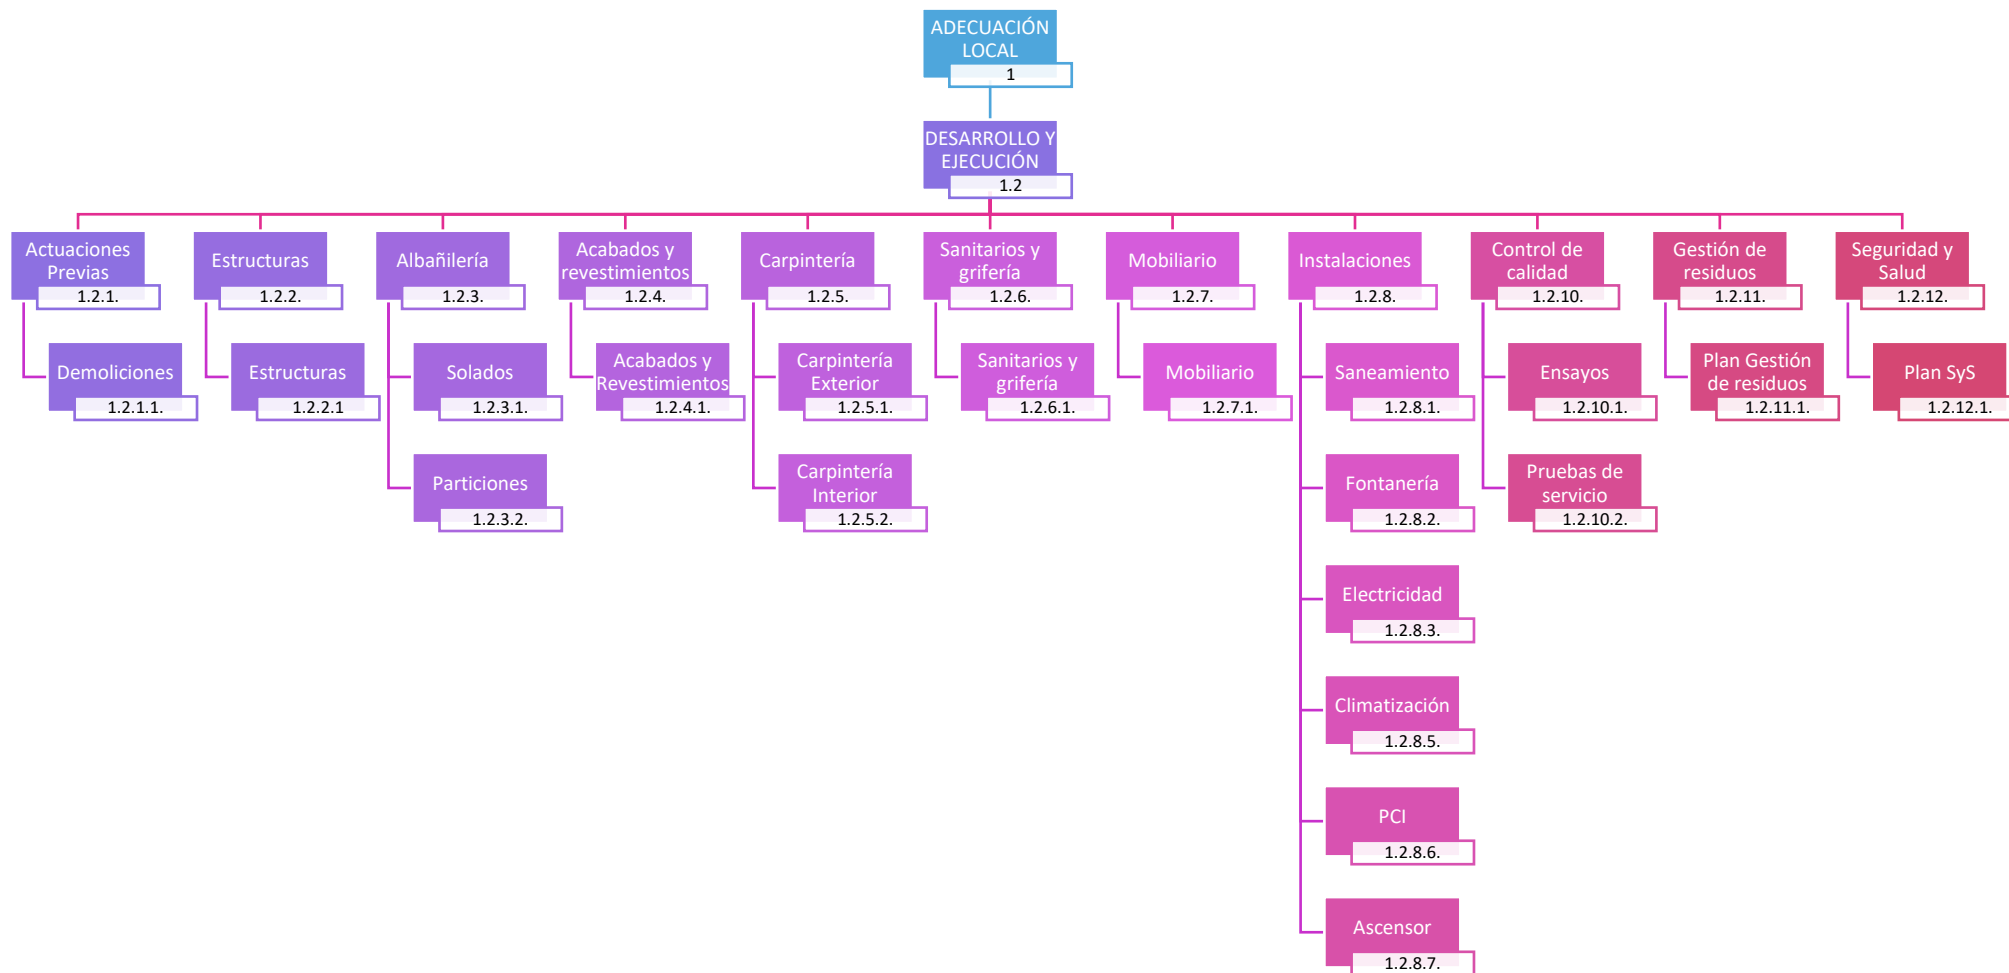 ADECUACIÓN
LOCAL
1
DESARROLLO Y
EJECUCIÓN
1.2
Actuaciones
Previas
1.2.1.
Demoliciones
1.2.1.1.
Estructuras
1.2.2.
Estructuras
1.2.2.1
Albañilería
1.2.3.
Solados
1.2.3.1.
Particiones
1.2.3.2.
Acabados y
revestimientos
1.2.4.
Acabados y
Revestimientos
1.2.4.1.
Carpintería
1.2.5.
Carpintería
Exterior
1.2.5.1.
Carpintería
Interior
1.2.5.2.
Sanitarios y
grifería
1.2.6.
Sanitarios y
grifería
1.2.6.1.
Mobiliario
1.2.7.
Mobiliario
1.2.7.1.
Instalaciones
1.2.8.
Saneamiento
1.2.8.1.
Fontanería
1.2.8.2.
Electricidad
1.2.8.3.
Climatización
1.2.8.5.
PCI
1.2.8.6.
Ascensor
1.2.8.7.
Control de
calidad
1.2.10.
Ensayos
1.2.10.1.
Pruebas de
servicio
1.2.10.2.
Gestión de
residuos
1.2.11.
Plan Gestión
de residuos
1.2.11.1.
Seguridad y
Salud
1.2.12.
Plan SyS
1.2.12.1.